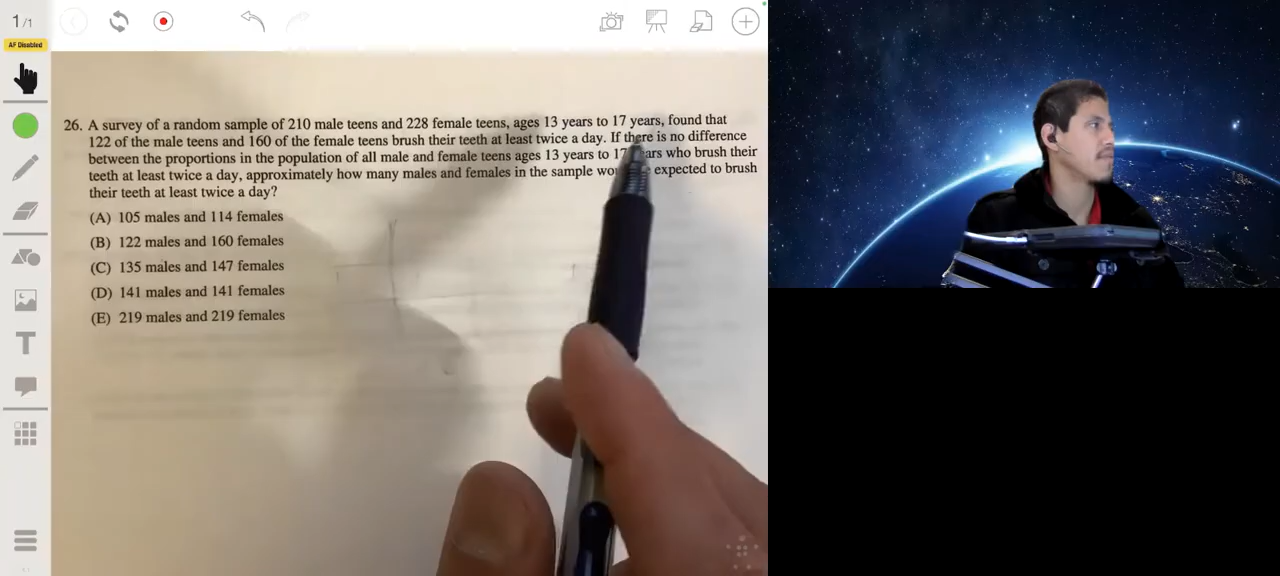 1/1
AF Disabled
T
26. A survey of a random sample of 210 male teens and 228 female teens, ages 13 years to 17 years, found that
122 of the male teens and 160 of the female teens brush their teeth at least twice a day. If there is no difference
between the proportions in the population of all male and female teens ages 13 years to 17 who brush their
teeth at least twice a day, approximately how many males and females in the sample expected to brush
their teeth at least twice a day?
(A) 105 males and 114 females
(B) 122 males and 160 females
(C) 135 males and 147 females
(D) 141 males and 141 females
(E) 219 males and 219 females